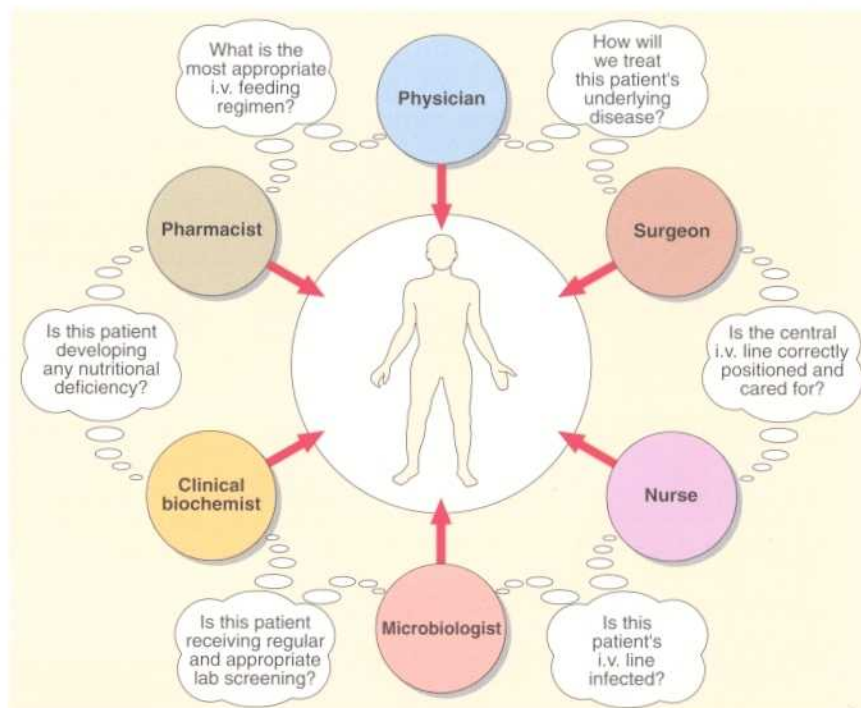 What is the
most appropriate
i.v. feeding
regimen?
Physician
How will
we treat
this patient's
underlying
disease?
Pharmacist
Surgeon
Is this patient
developing
any nutritional
deficiency?
Is the central
i.v. line correctly
positioned and
cared for?
Clinical
biochemist
Nurse
Is this patient
receiving regular
and appropriate
lab screening?
Microbiologist
Is this
patient's
i.v. line
infected?